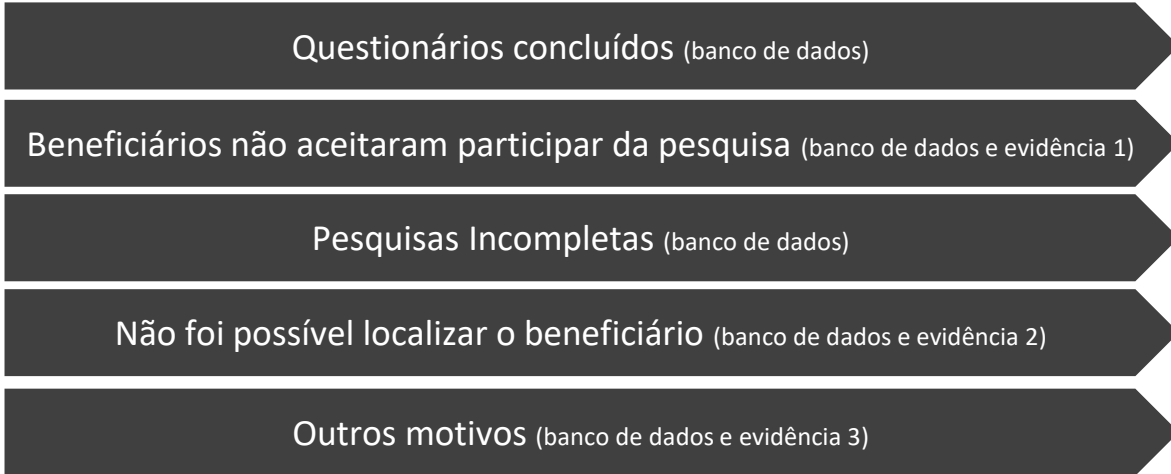 Questionários concluídos (banco de dados)
Beneficiários não aceitaram participar da pesquisa (banco de dados e evidência 1)
Pesquisas Incompletas (banco de dados)
Não foi possível localizar o beneficiário (banco de dados e evidência 2)
Outros motivos (banco de dados e evidência 3)